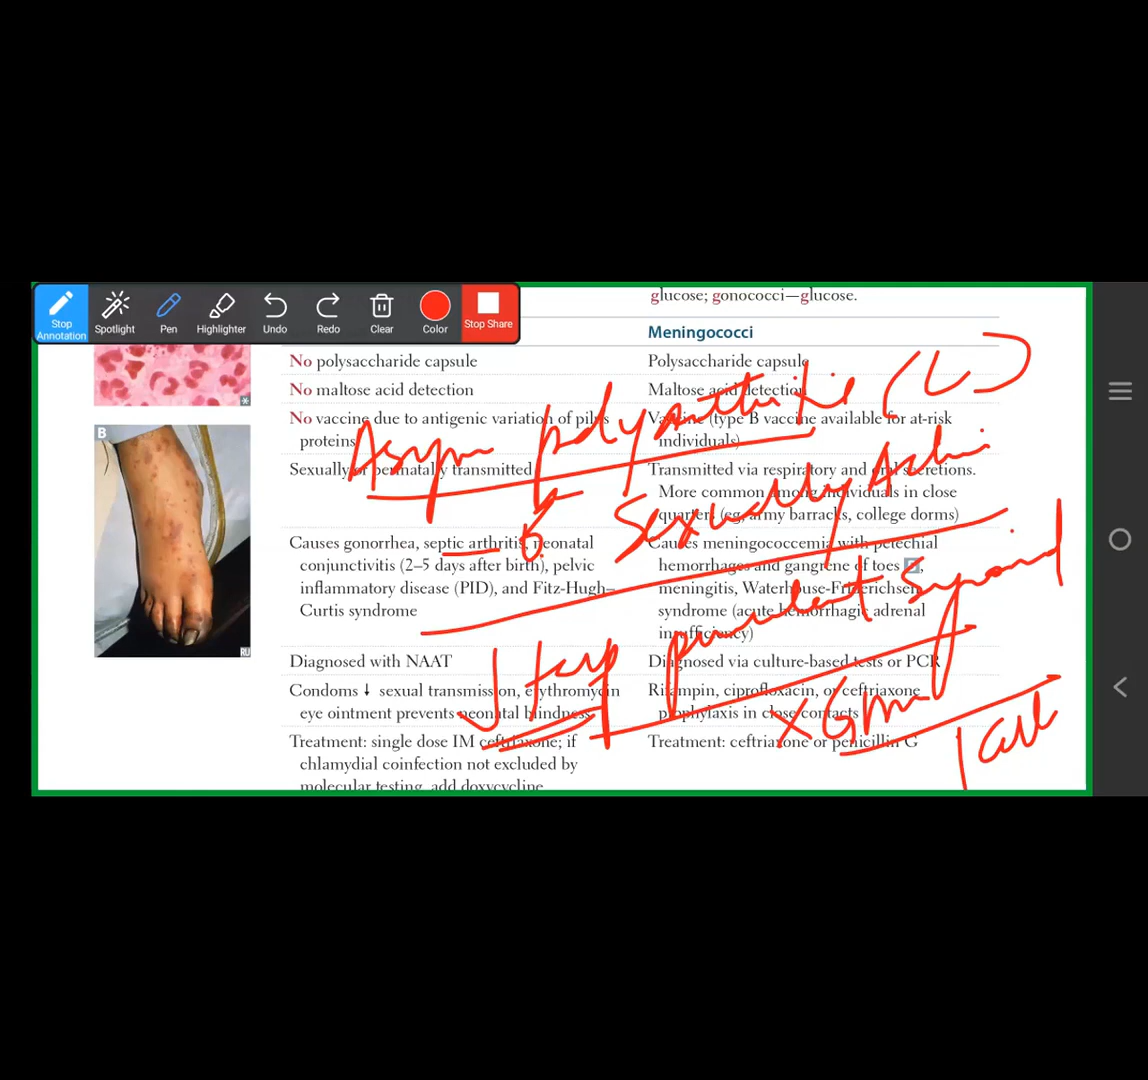 Stop
Annotation
Spotlight
Pen
Highlighter
Undo
Redo
Clear
Color
Stop Share
glucose; gonococci—glucose.
Meningococci
No polysaccharide capsule
Polysaccharide capsule
No maltose acid detection
Maltose acid detection
No vaccine due to antigenic variation of pilus
proteins
Vaccine (type B vaccine available for at-risk
individuals)
Sexually or perinatally transmitted
Transmitted via respiratory and oral secretions.
More common among individuals in close
quarters (eg, army barracks, college dorms)
Causes gonorrhea, septic arthritis, neonatal
conjunctivitis (2–5 days after birth), pelvic
inflammatory disease (PID), and Fitz-Hugh–
Curtis syndrome
Causes meningococcemia with petechial
hemorrhages and gangrene of toes B,
meningitis, Waterhouse-Friderichsen
syndrome (acute hemorrhagic adrenal
insufficiency)
Diagnosed with NAAT
Diagnosed via culture-based tests or PCR
Condoms ↓ sexual transmission, erythromycin
eye ointment prevents neonatal blindness
Rifampin, ciprofloxacin, or ceftriaxone
prophylaxis in close contacts
Treatment: single dose IM ceftriaxone; if
chlamydial coinfection not excluded by
molecular testing, add doxycycline
Treatment: ceftriaxone or penicillin G
B
RU
Asym polyarthritis (L)
Sexually
purulent